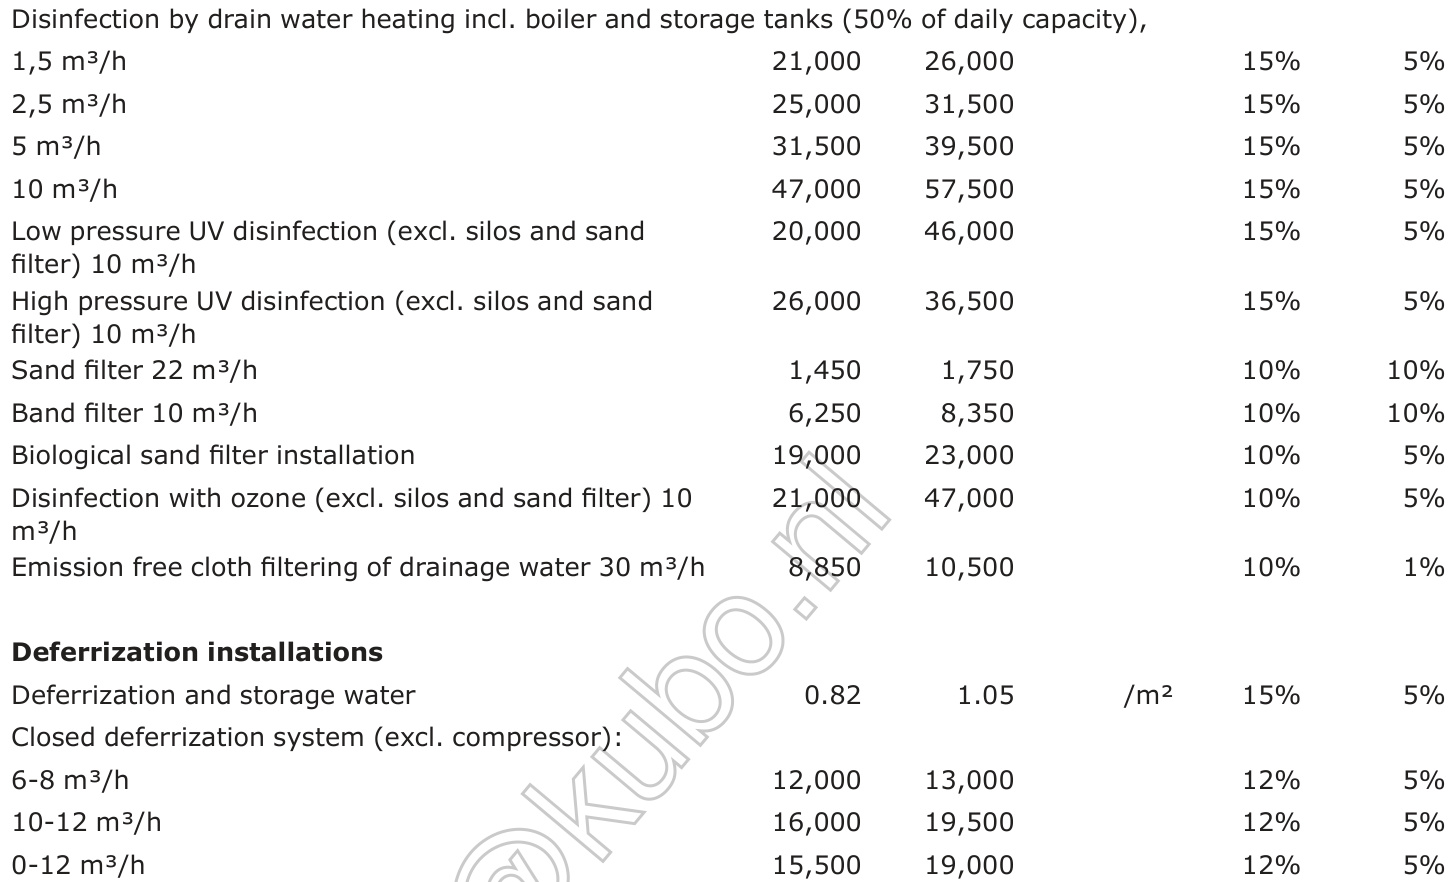 Disinfection by drain water heating incl. boiler and storage tanks (50% of daily capacity),
1,5 m³/h 21,000 26,000 15% 5%
2,5 m³/h 25,000 31,500 15% 5%
5 m³/h 31,500 39,500 15% 5%
10 m³/h 47,000 57,500 15% 5%
Low pressure UV disinfection (excl. silos and sand 20,000 46,000 15% 5%
filter) 10 m³/h
High pressure UV disinfection (excl. silos and sand 26,000 36,500 15% 5%
filter) 10 m³/h
Sand filter 22 m³/h 1,450 1,750 10% 10%
Band filter 10 m³/h 6,250 8,350 10% 10%
Biological sand filter installation 19,000 23,000 10% 5%
Disinfection with ozone (excl. silos and sand filter) 10 21,000 47,000 10% 5%
m³/h
Emission free cloth filtering of drainage water 30 m³/h 8,850 10,500 10% 1%
Deferrization installations
Deferrization and storage water 0.82 1.05 /m² 15% 5%
Closed deferrization system (excl. compressor):
6-8 m³/h 12,000 13,000 12% 5%
10-12 m³/h 16,000 19,500 12% 5%
0-12 m³/h 15,500 19,000 12% 5%
@kubo.nl